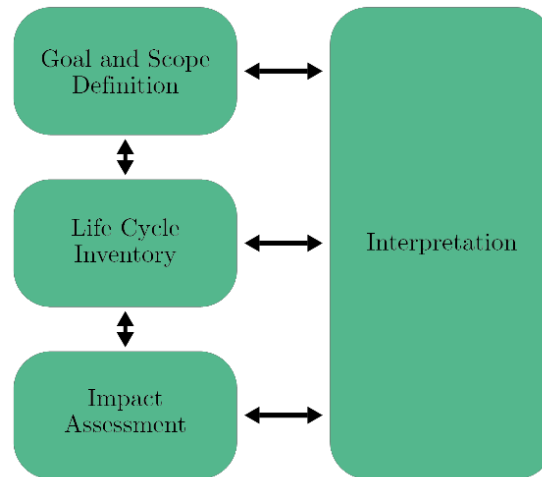 Goal and Scope
Definition
Life Cycle
Inventory
Interpretation
Impact
Assessment